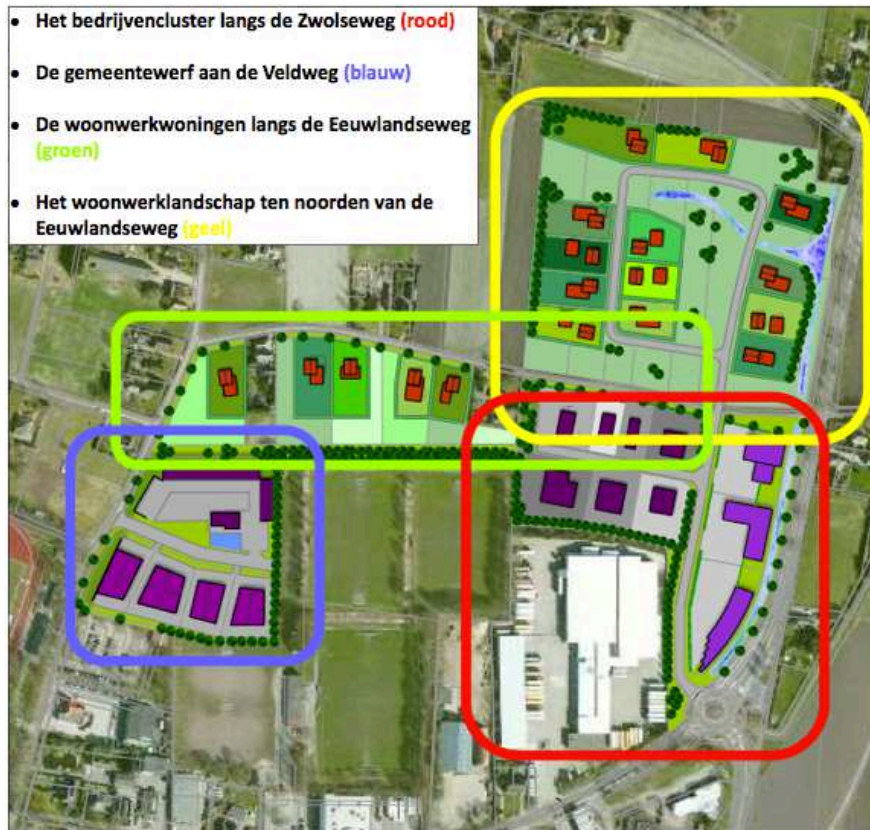 • Het bedrijvencluster langs de Zwolseweg (rood)
• De gemeentewerf aan de Veldweg (blauw)
• De woonwerkwoningen langs de Eeuwlandseweg
(groen)
• Het woonwerklandschap ten noorden van de
Eeuwlandseweg (geel)